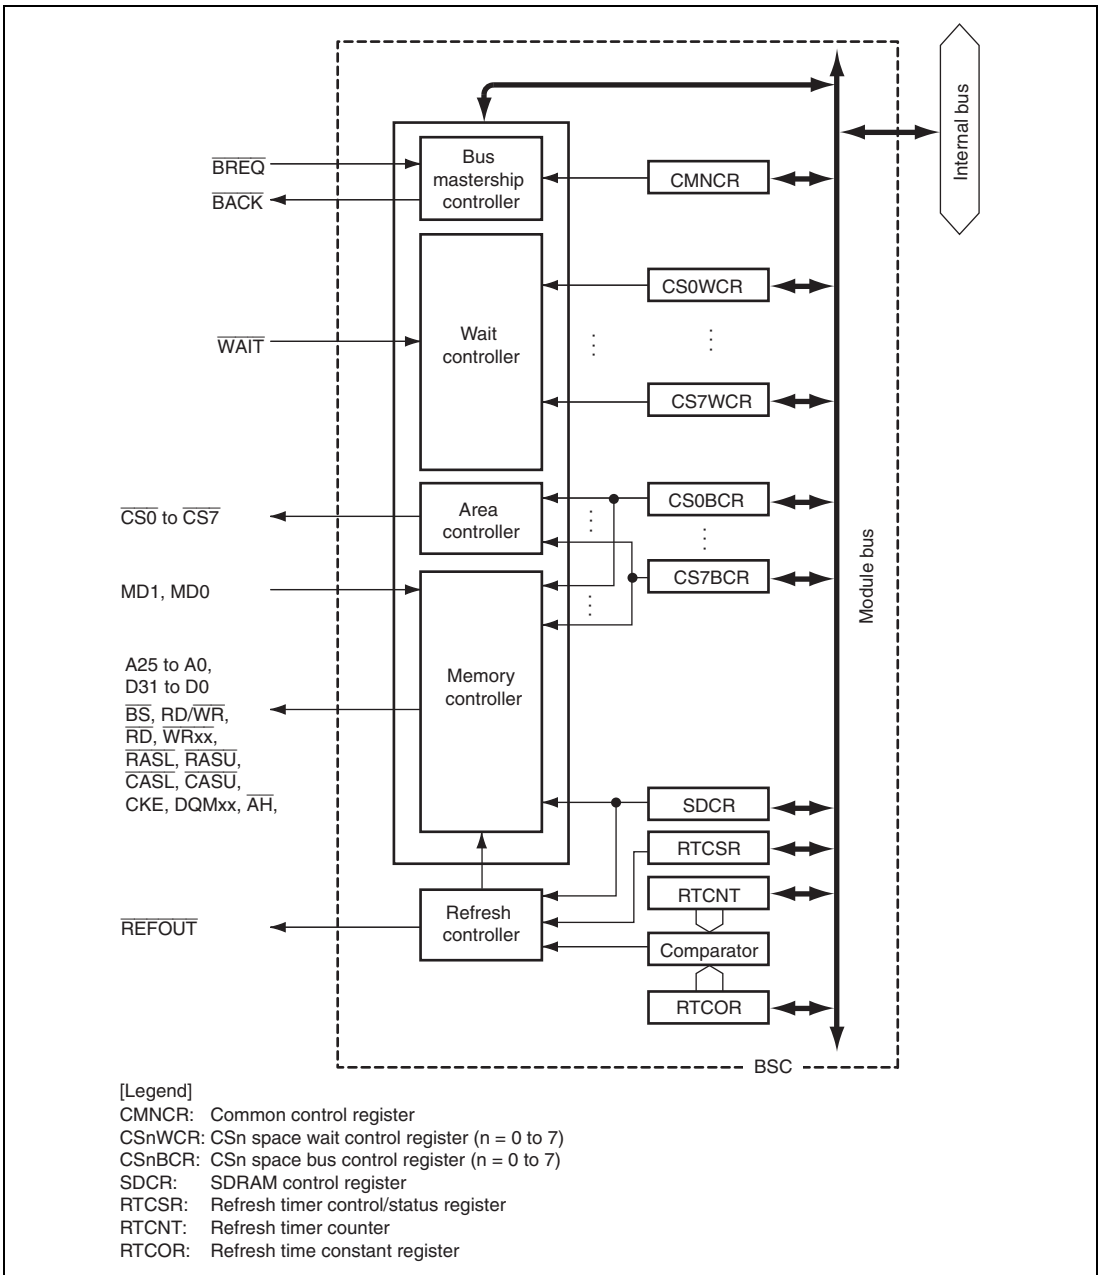 Internal bus
Bus
mastership
controller
BREQ
BACK
CMNCR
CS0WCR
Wait
controller
WAIT
CS7WCR
CS0BCR
Area
controller
CS0 to CS7
CS7BCR
MD1, MD0
Module bus
A25 to A0,
D31 to D0
BS, RD/WR,
RD, WRxx,
RASL, RASU,
CASL, CASU,
CKE, DQMxx, AH,
Memory
controller
SDCR
RTCSR
RTCNT
Refresh
controller
REFOUT
Comparator
RTCOR
BSC
[Legend]
CMNCR: Common control register
CSnWCR: CSn space wait control register (n = 0 to 7)
CSnBCR: CSn space bus control register (n = 0 to 7)
SDCR: SDRAM control register
RTCSR: Refresh timer control/status register
RTCNT: Refresh timer counter
RTCOR: Refresh time constant register